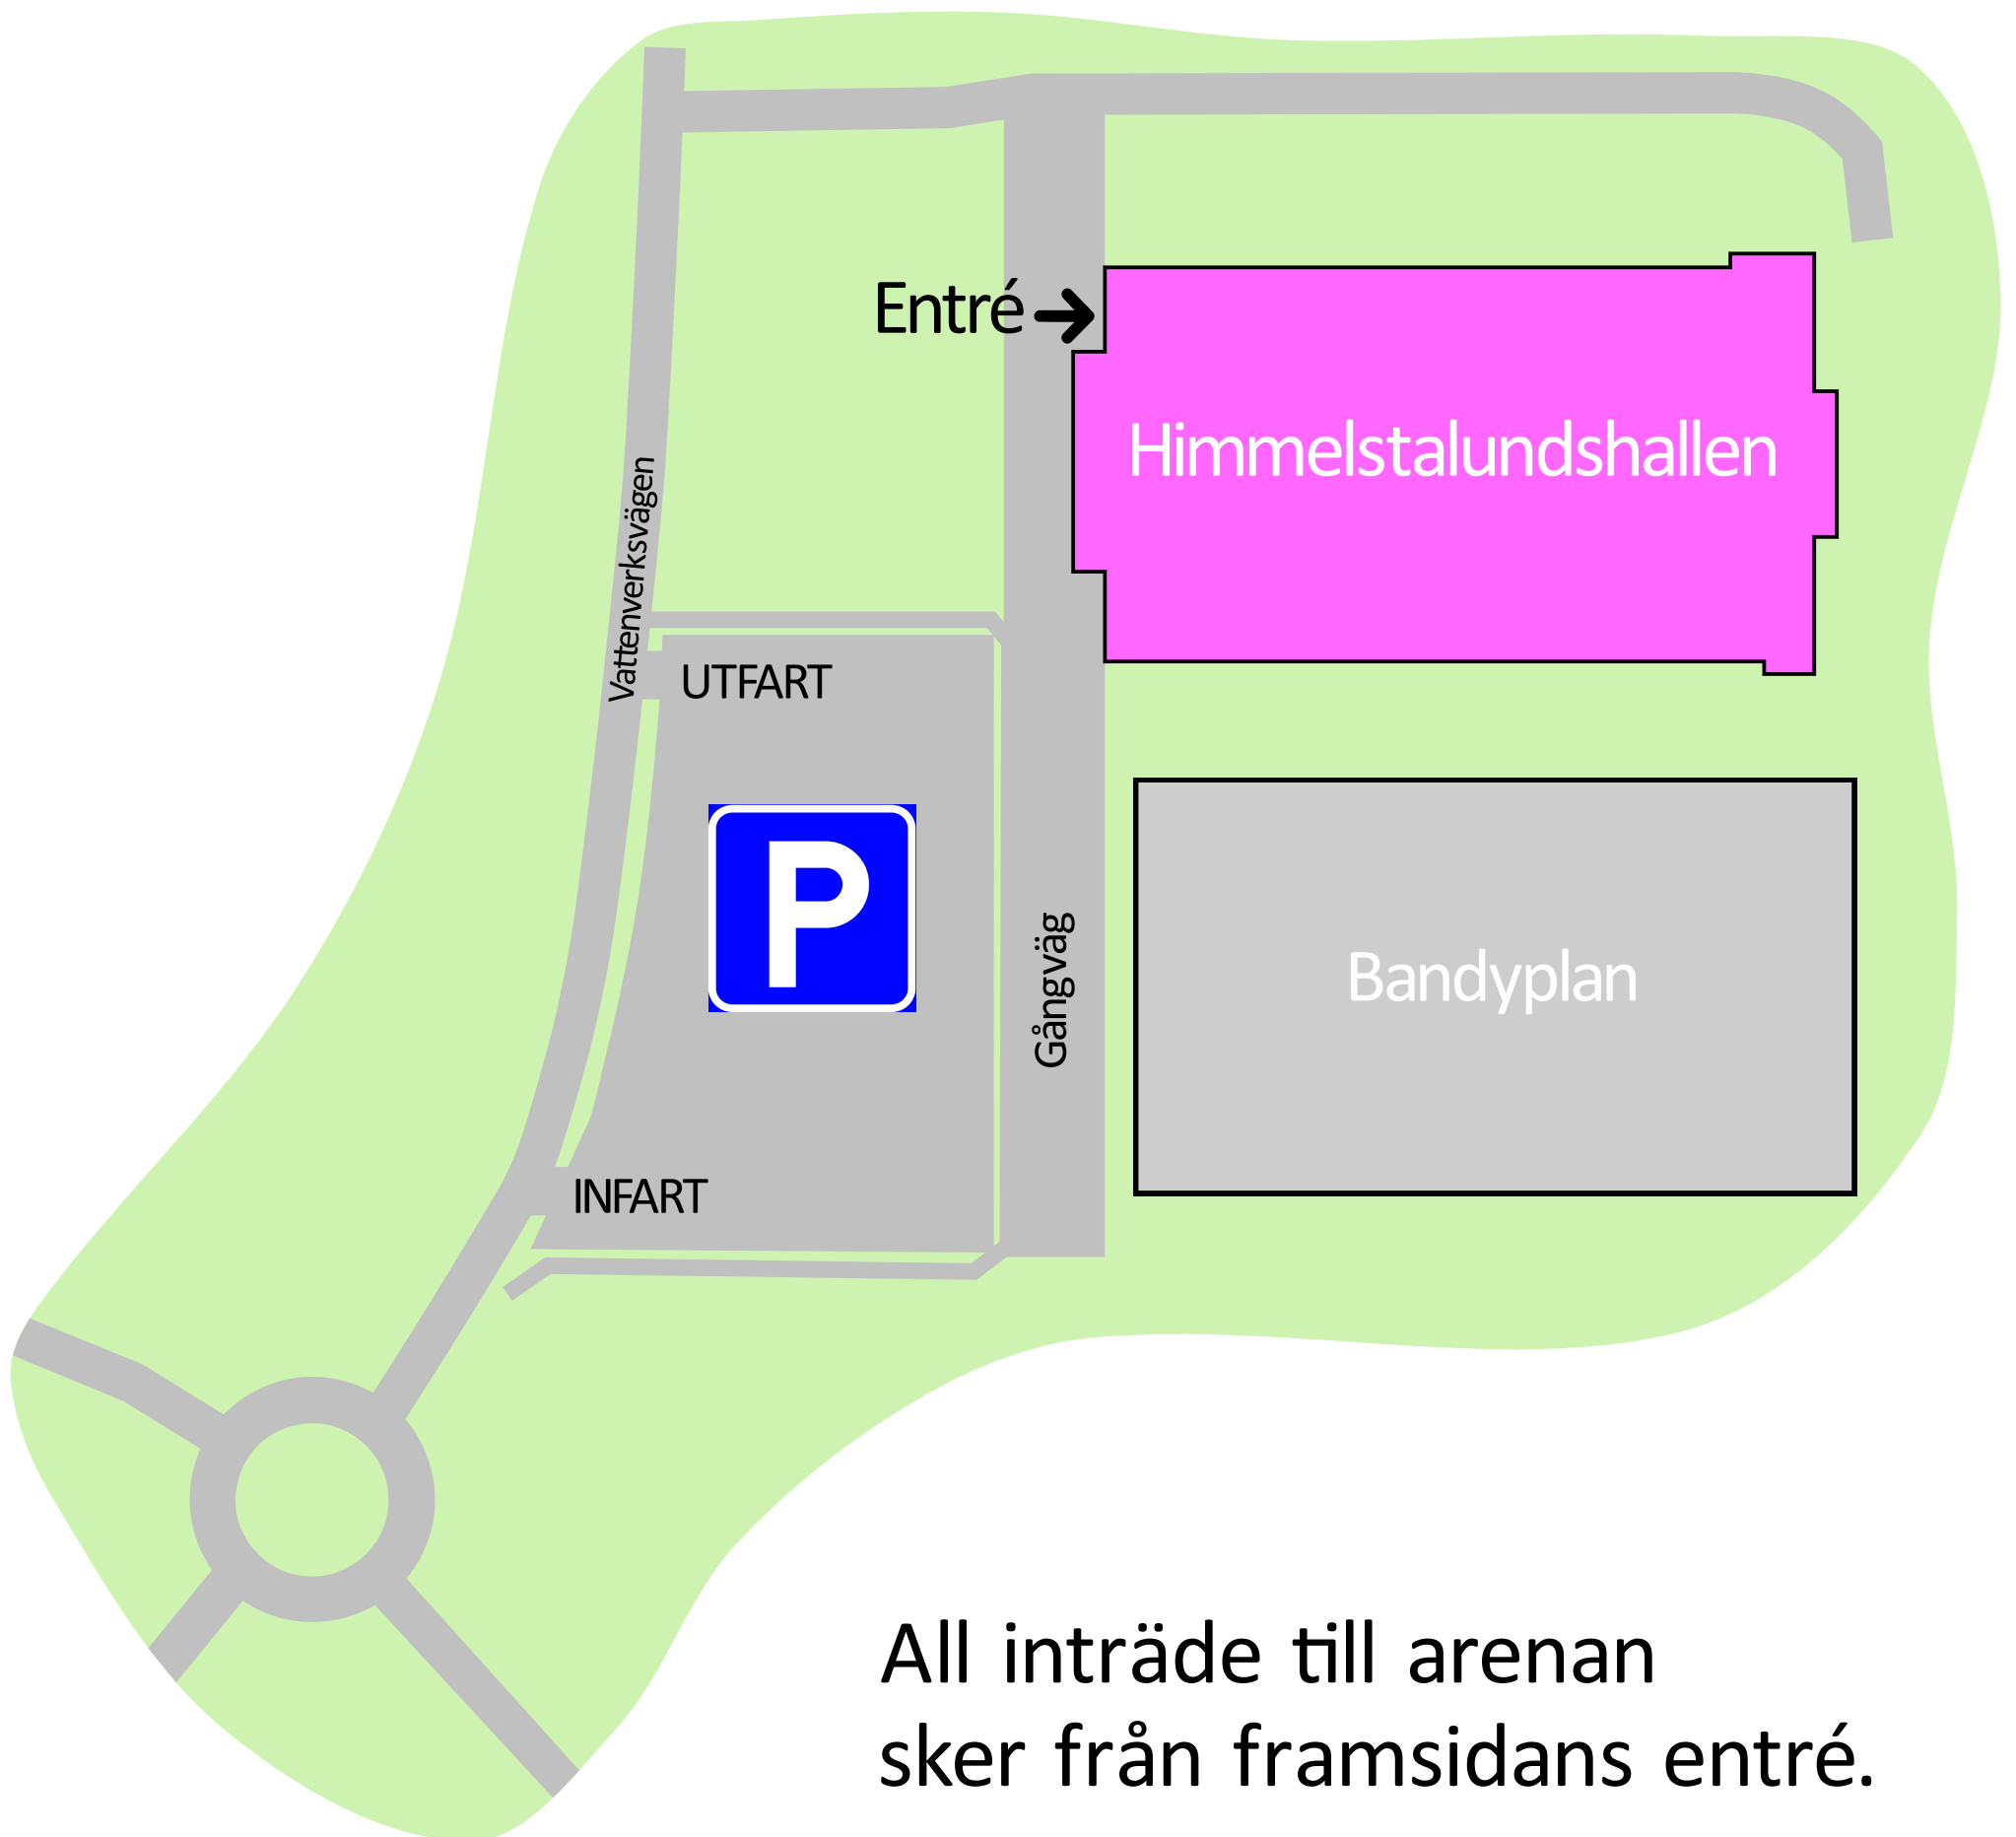 Entré
Himmelstalundshallen
Vattenverksvägen
UTFART
P
Gångväg
Bandyplan
INFART
All inträde till arenan
sker från framsidans entré.